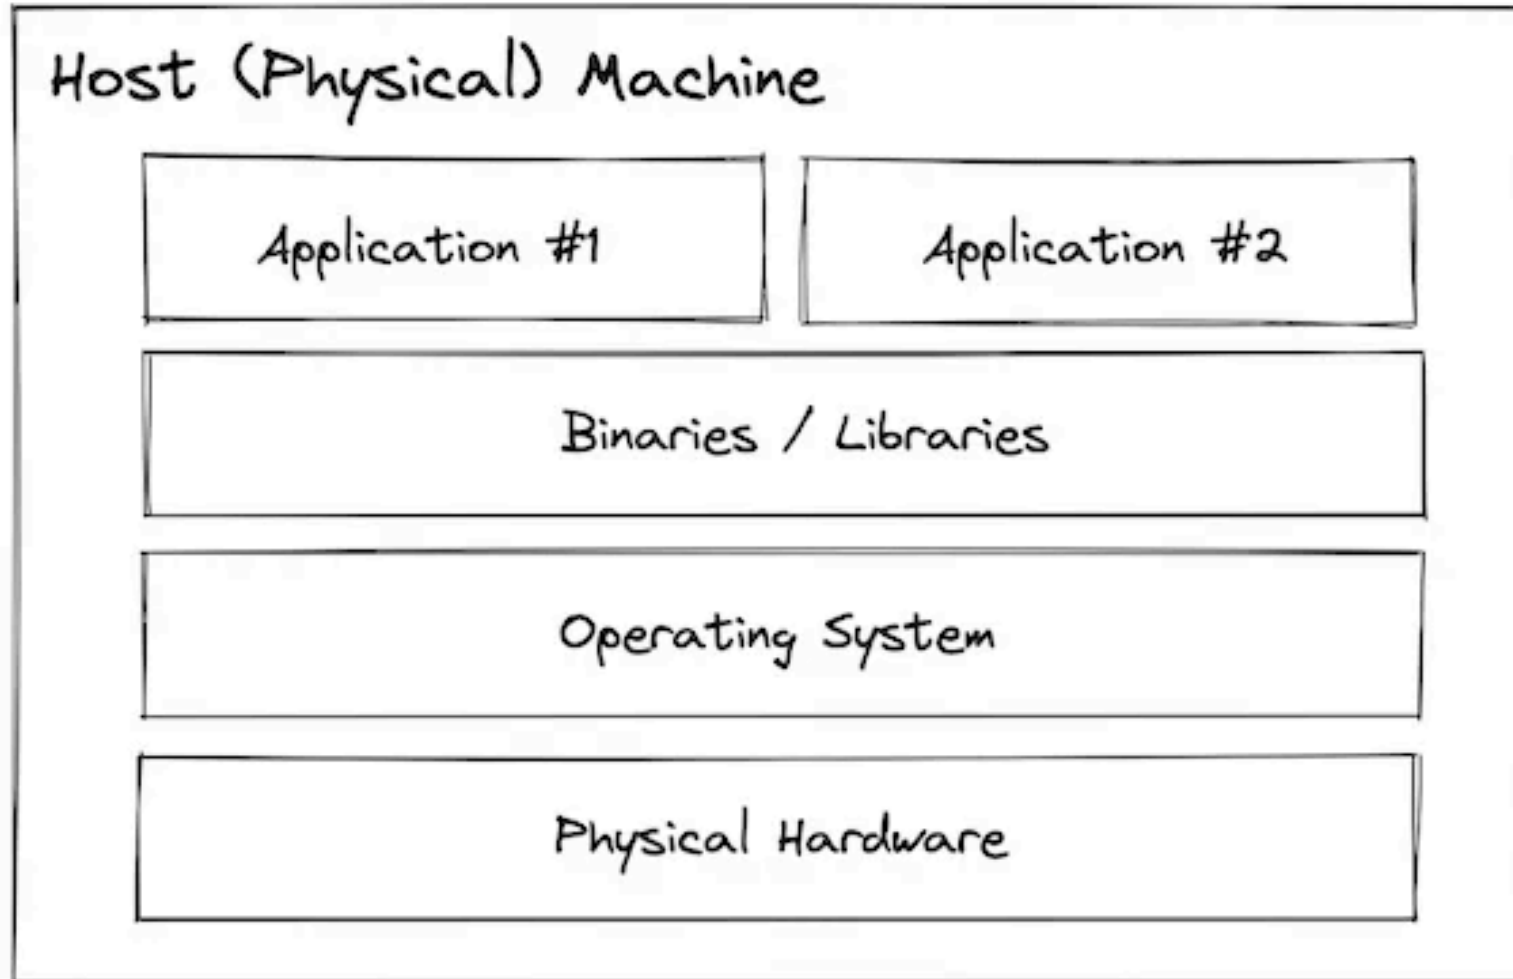 Host (Physical) Machine
Application #1
Application #2
Binaries / Libraries
Operating System
Physical Hardware